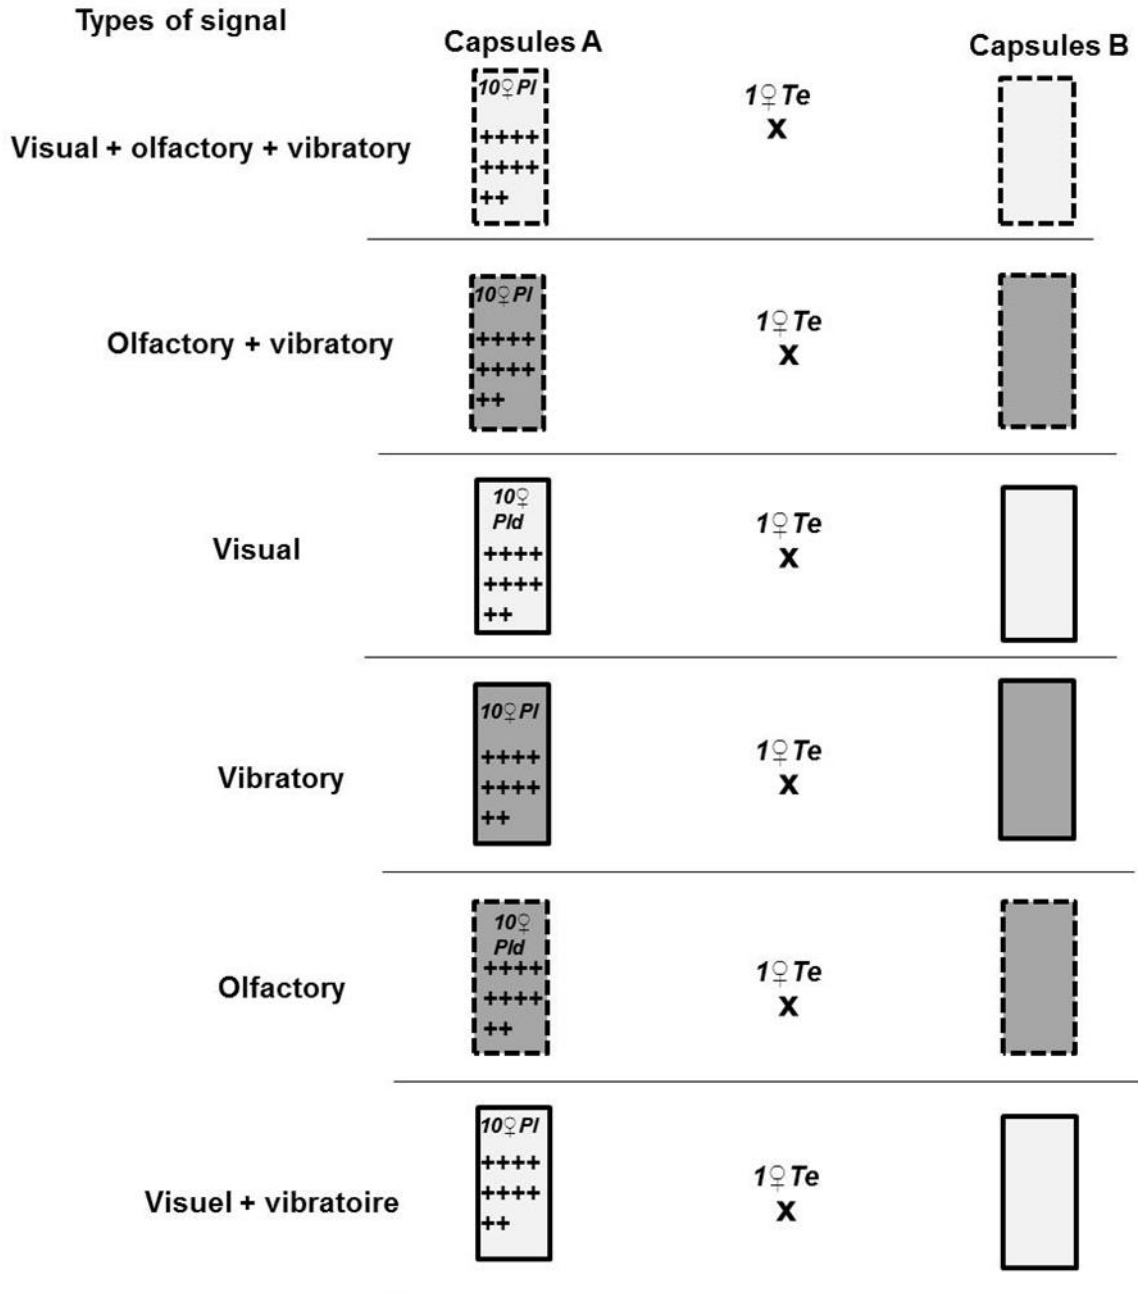 Types of signal
Capsules A
Capsules B
10♀Pl
1♀Te
X
Visual + olfactory + vibratory
++++
++++
++
10♀Pl
1♀Te
X
Olfactory + vibratory
++++
++++
++
10♀
Pld
1♀Te
X
Visual
++++
++++
++
10♀Pl
1♀Te
X
Vibratory
++++
++++
++
10♀
Pld
1♀Te
X
Olfactory
++++
++++
++
10♀Pl
1♀Te
X
Visuel + vibratoire
++++
++++
++